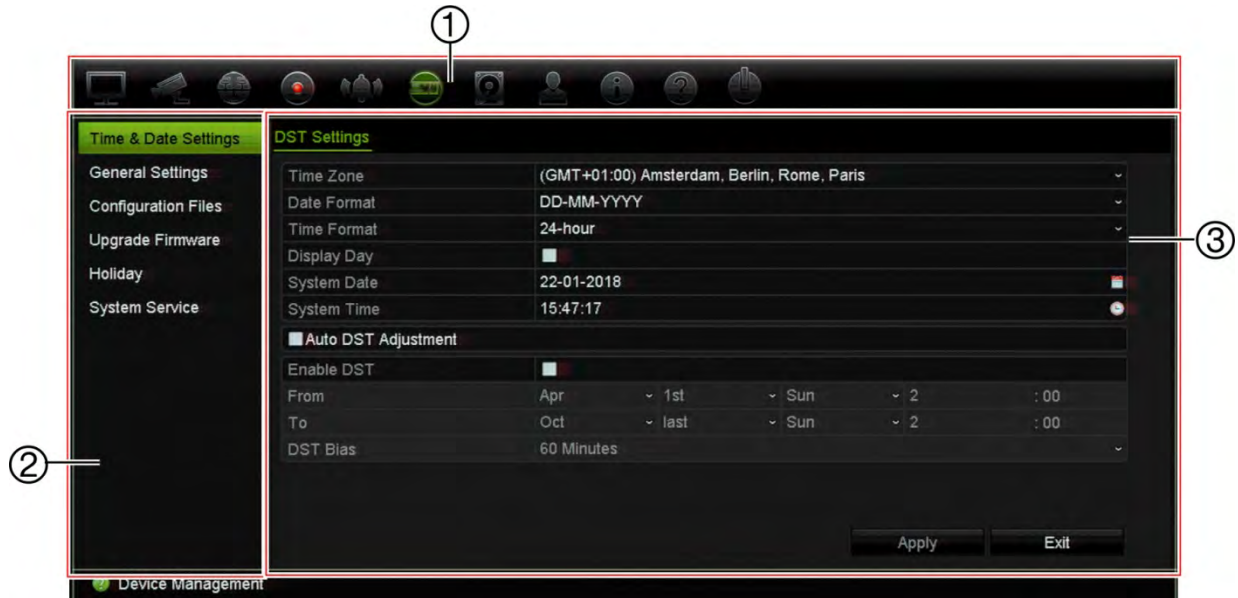 ①
Time & Date Settings
General Settings
Configuration Files
Upgrade Firmware
Holiday
System Service
②
DST Settings
Time Zone (GMT+01:00) Amsterdam, Berlin, Rome, Paris
Date Format DD-MM-YYYY
Time Format 24-hour
③
Display Day
System Date 22-01-2018
System Time 15:47:17
Auto DST Adjustment
Enable DST
From Apr 1st Sun 2 : 00
To Oct last Sun 2 : 00
DST Bias 60 Minutes
Apply Exit
? Device Management